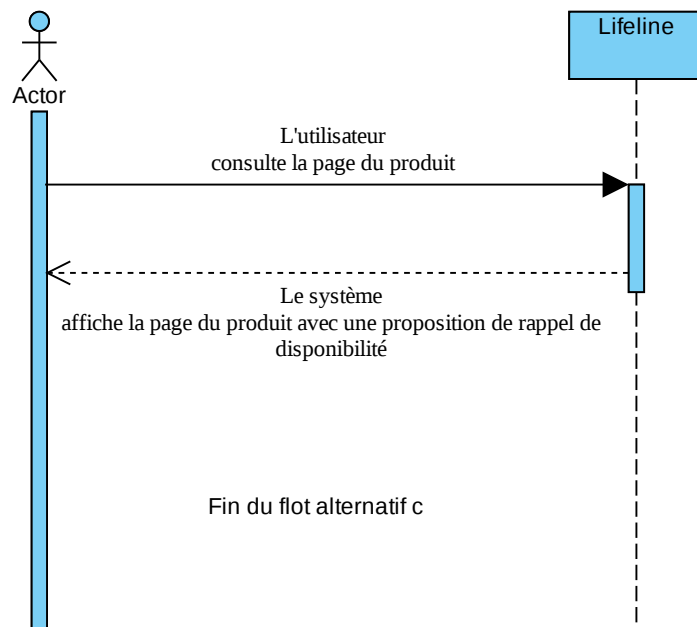 Lifeline
Actor
L'utilisateur
consulte la page du produit
Le système
affiche la page du produit avec une proposition de rappel de
disponibilité
Fin du flot alternatif c